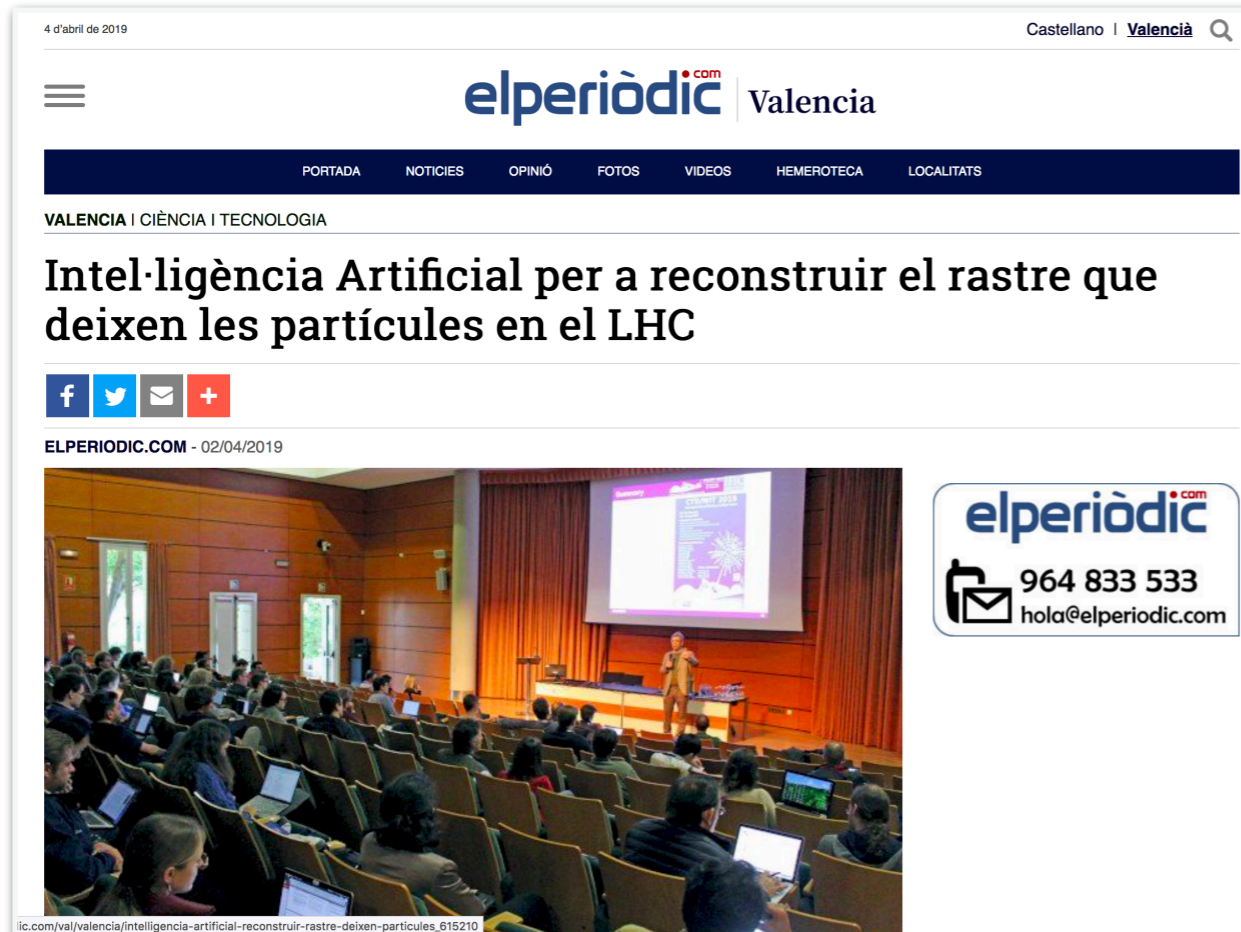 4 d'abril de 2019
Castellano | Valencià
elperiòdic.com | Valencia
PORTADA NOTICIES OPINIÓ FOTOS VIDEOS HEMEROTECA LOCALITATS
VALENCIA | CIÈNCIA | TECNOLOGIA
Intel·ligència Artificial per a reconstruir el rastre que
deixen les partícules en el LHC
ELPERIODIC.COM - 02/04/2019
Summary
elperiòdic.com
964 833 533
hola@elperiodic.com
ic.com/val/valencia/intelligencia-artificial-reconstruir-rastre-deixen-particules_615210